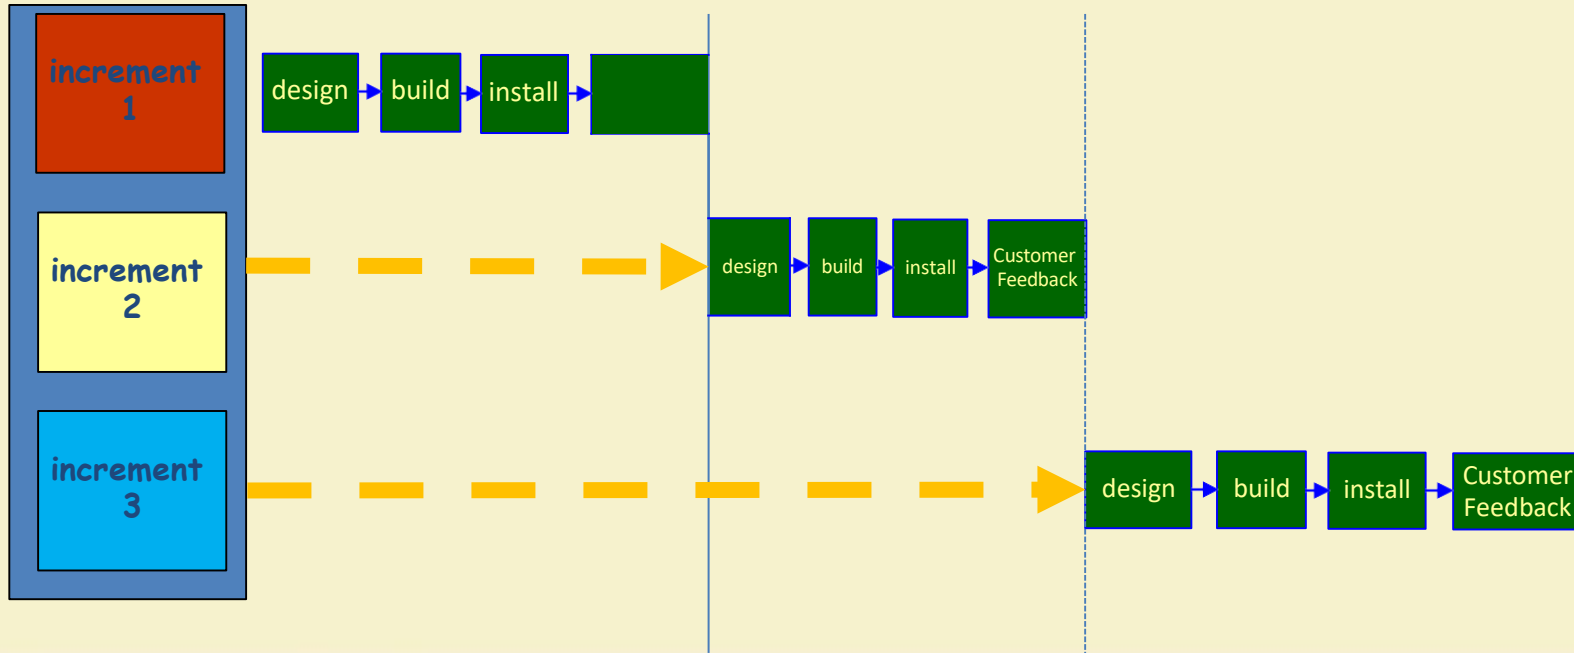 increment
1
design
build
install
increment
2
design
build
install
Customer
Feedback
increment
3
design
build
install
Customer
Feedback